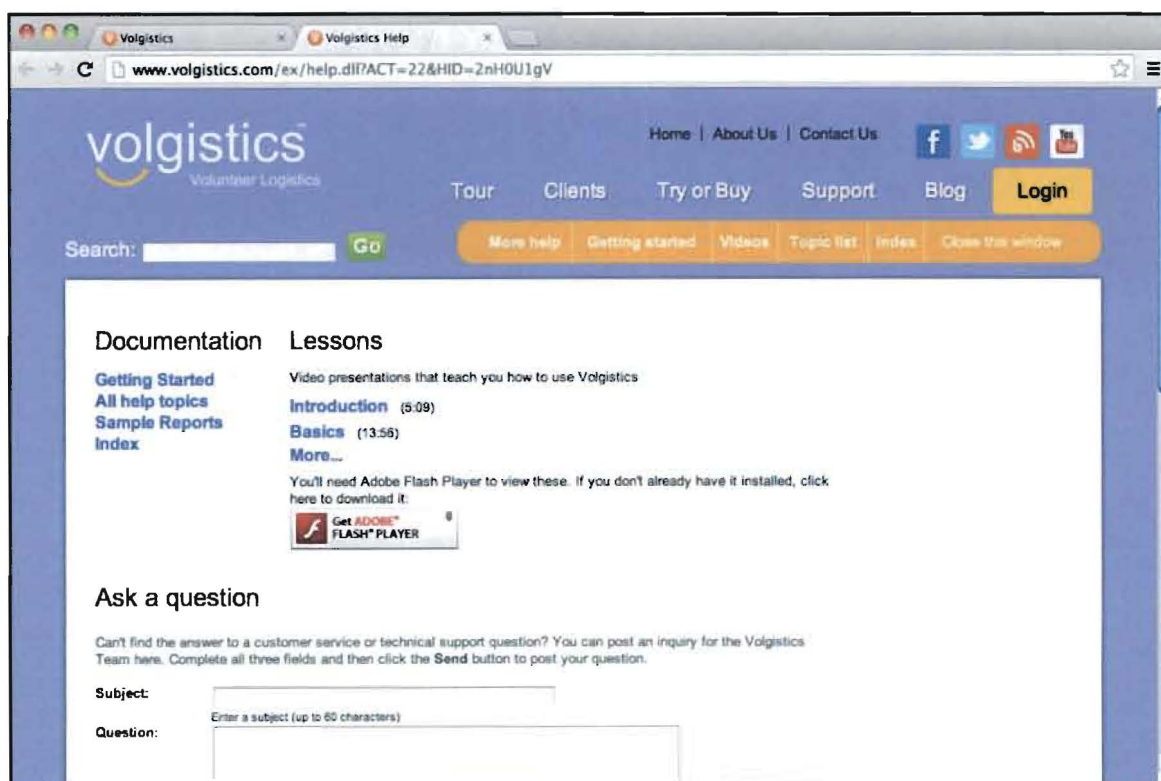 Volgistics
Volgistics Help
www.volgistics.com/ex/help.dll?ACT=22&HID=2nH0U1gV
volgistics™
Volunteer Logistics
Home | About Us | Contact Us
f
You Tube
Tour Clients Try or Buy Support Blog Login
Search: Go
More help Getting started Videos Topic list Index Close this window
Documentation
Getting Started
All help topics
Sample Reports
Index
Lessons
Video presentations that teach you how to use Volgistics
Introduction (5:09)
Basics (13:56)
More...
You'll need Adobe Flash Player to view these. If you don't already have it installed, click
here to download it:
Get ADOBE®
FLASH® PLAYER
Ask a question
Can't find the answer to a customer service or technical support question? You can post an inquiry for the Volgistics
Team here. Complete all three fields and then click the Send button to post your question.
Subject:
Enter a subject (up to 60 characters)
Question: